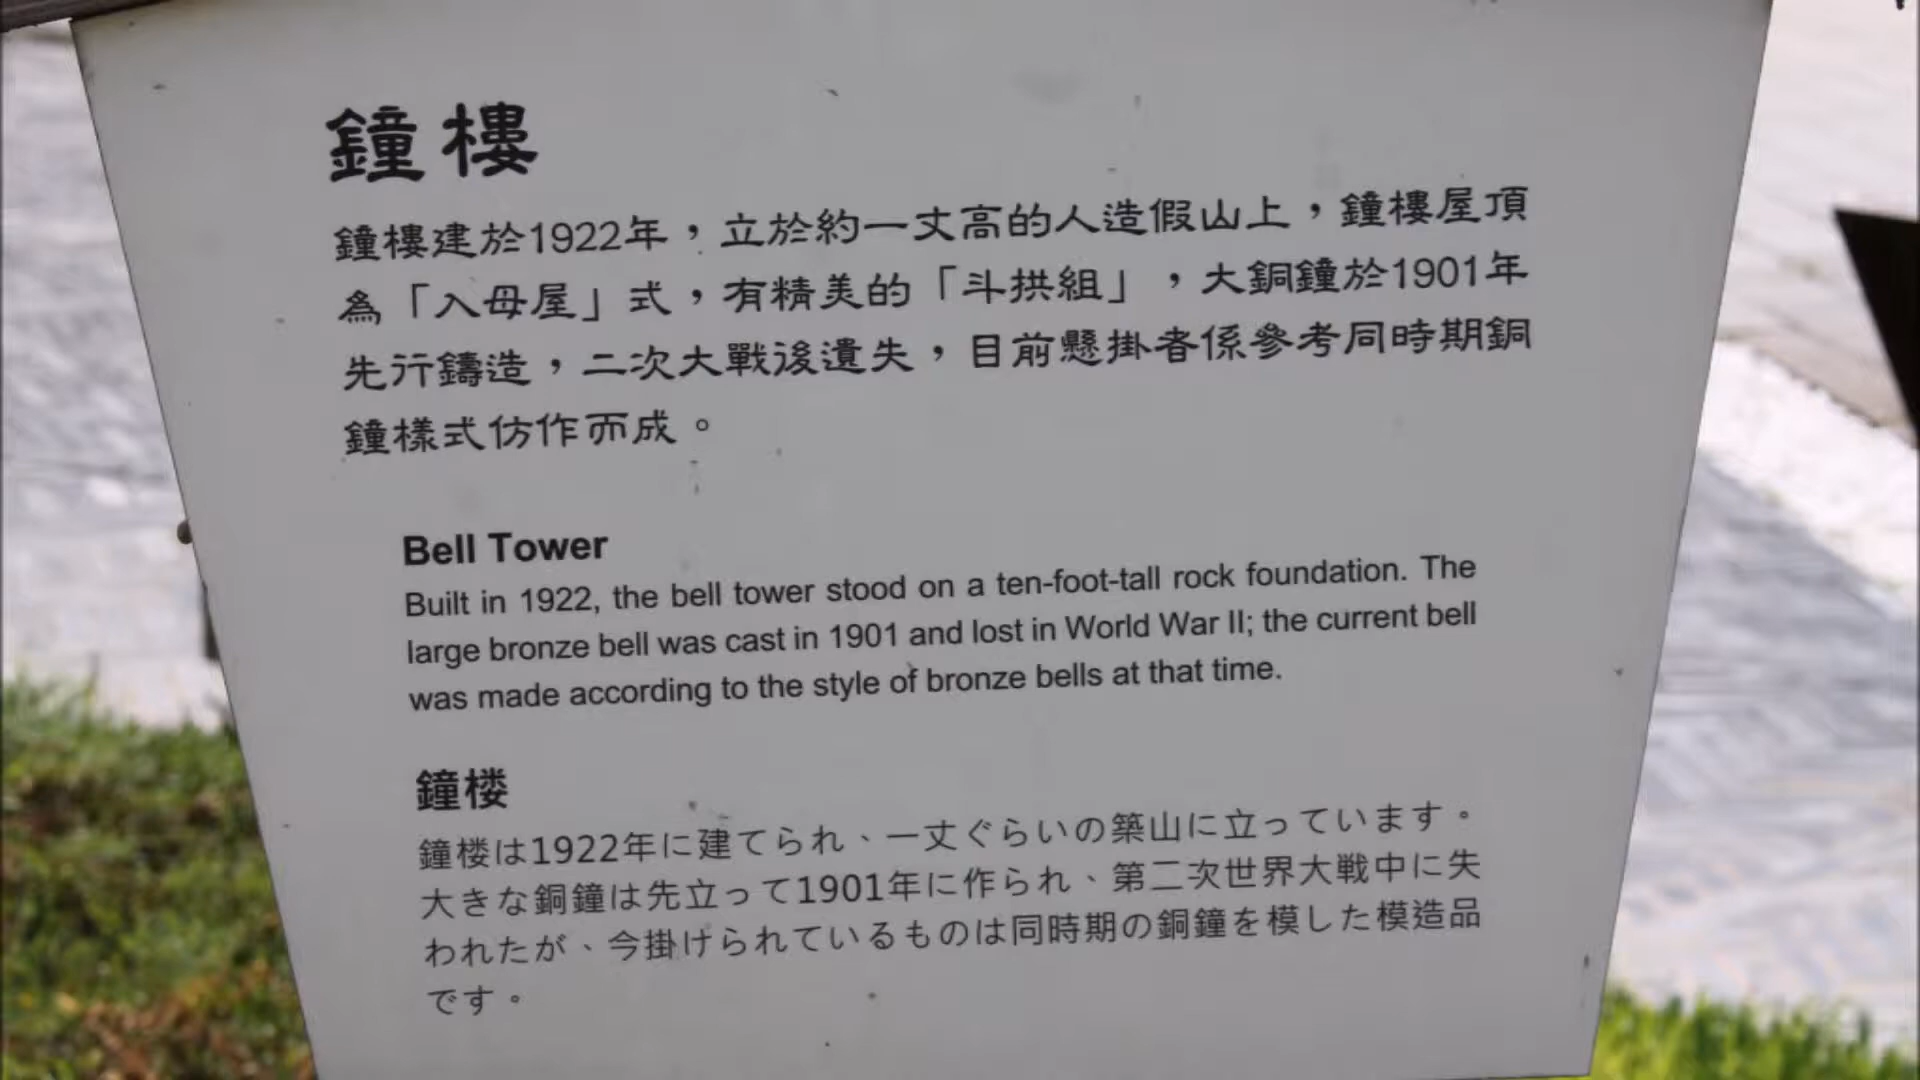 鐘樓
鐘樓建於1922年，立於約一丈高的人造假山上，鐘樓屋頂
為「入母屋」式，有精美的「斗拱組」，大銅鐘於1901年
先行鑄造，二次大戰後遺失，目前懸掛者係參考同時期銅
鐘樣式仿作而成。
Bell Tower
Built in 1922, the bell tower stood on a ten-foot-tall rock foundation. The
large bronze bell was cast in 1901 and lost in World War II; the current bell
was made according to the style of bronze bells at that time.
鐘楼
鐘楼は1922年に建てられ、一丈ぐらいの築山に立っています。
大きな銅鐘は先立って1901年に作られ、第二次世界大戦中に失
われたが、今掛けられているものは同時期の銅鐘を模した模造品
です。